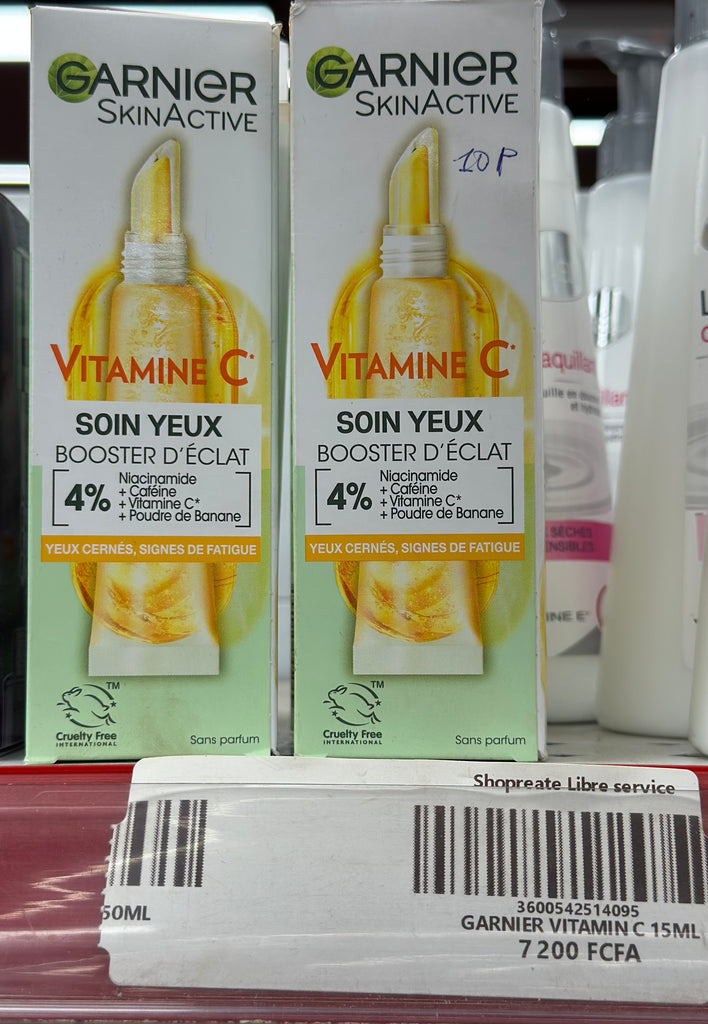 GARNIER
SKINACTIVE
VITAMINE C*
SOIN YEUX
BOOSTER D'ÉCLAT
4%
Niacinamide
+ Caféine
+ Vitamine C*
+ Poudre de Banane
YEUX CERNÉS, SIGNES DE FATIGUE
TM
Cruelty Free
INTERNATIONAL
Sans parfum
GARNIER
SKINACTIVE
10 P
VITAMINE C*
SOIN YEUX
BOOSTER D'ÉCLAT
4%
Niacinamide
+ Caféine
+ Vitamine C*
+ Poudre de Banane
YEUX CERNÉS, SIGNES DE FATIGUE
TM
Cruelty Free
INTERNATIONAL
Sans parfum
SÈCHES
Shopreate Libre service
50ML
3600542514095
GARNIER VITAMIN C 15ML
7 200 FCFA